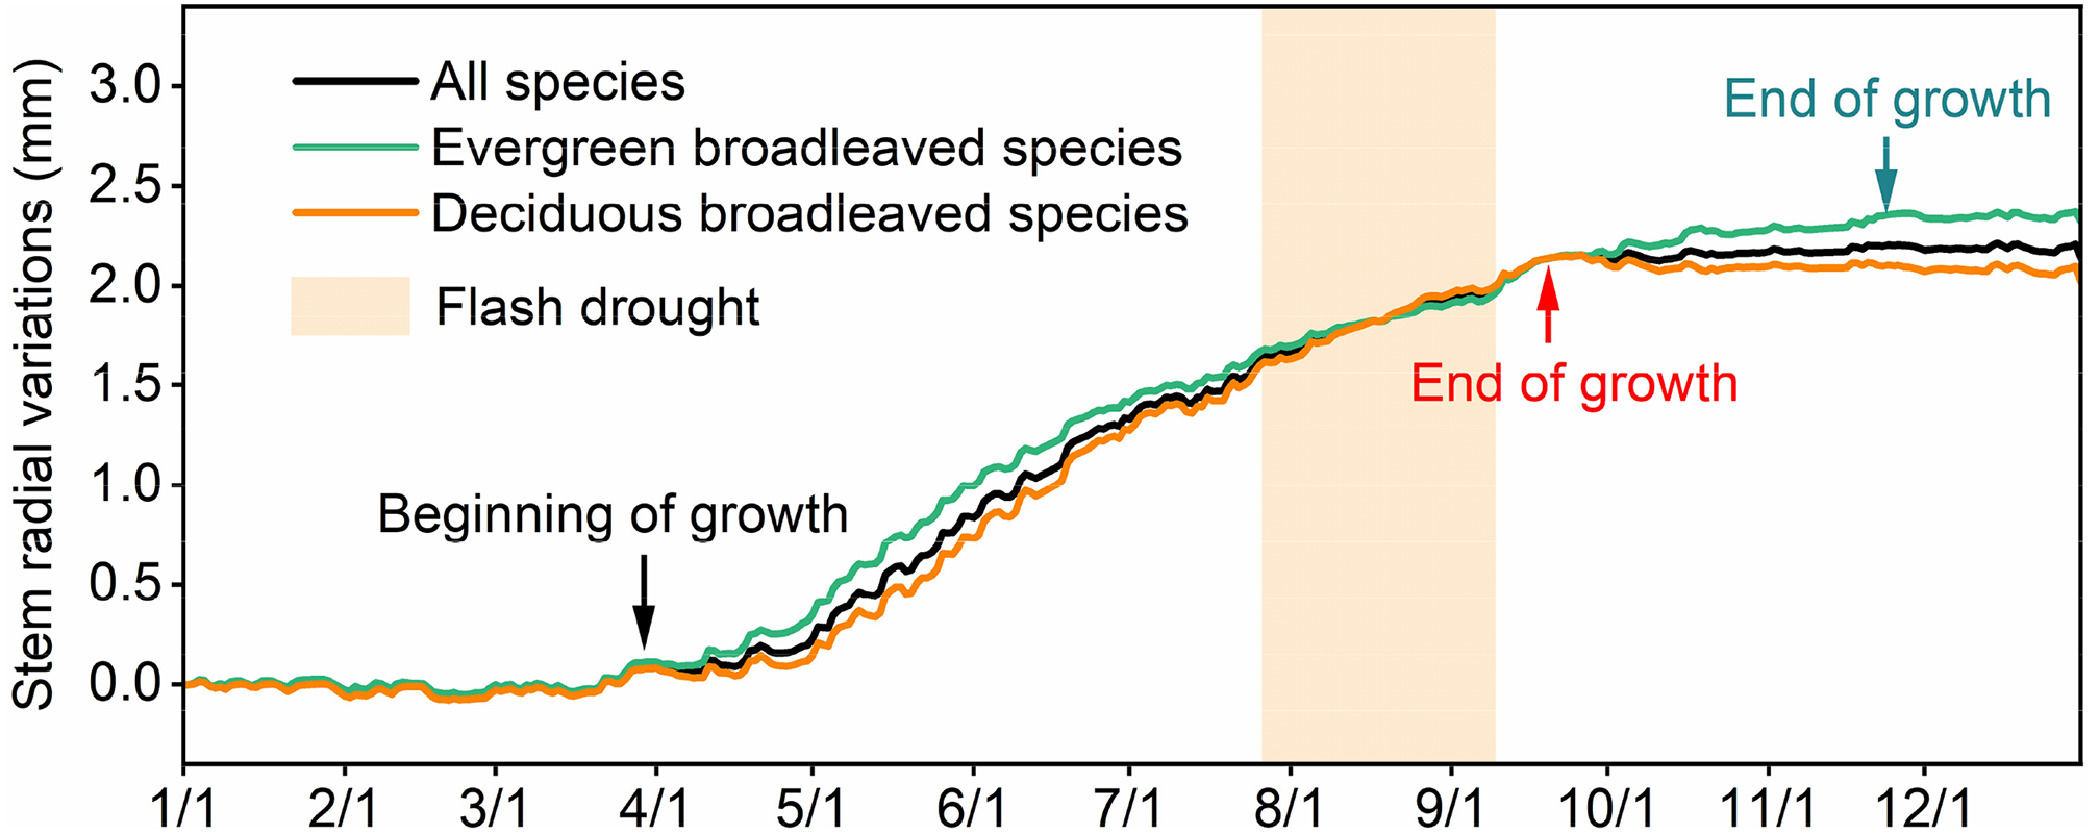 Stem radial variations (mm)
3.0
2.5
2.0
1.5
1.0
0.5
0.0
All species
Evergreen broadleaved species
Deciduous broadleaved species
Flash drought
End of growth
End of growth
Beginning of growth
1/1 2/1 3/1 4/1 5/1 6/1 7/1 8/1 9/1 10/1 11/1 12/1